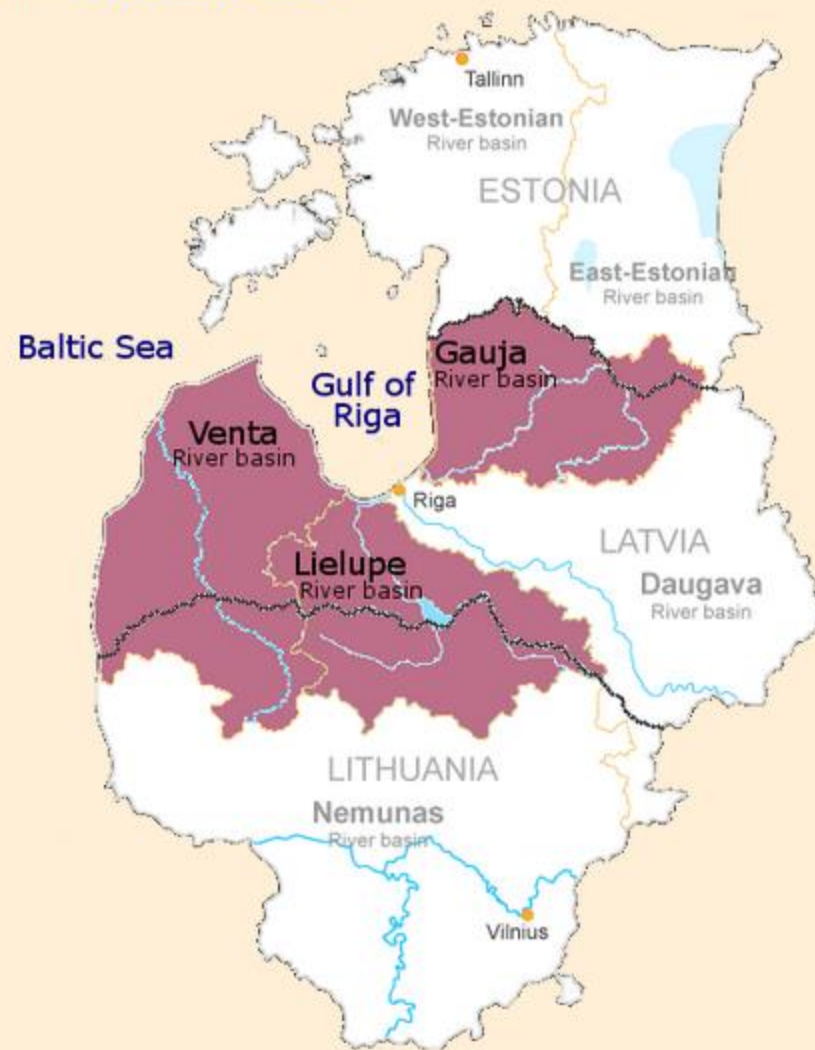 Tallinn
West-Estonian
River basin
ESTONIA
East-Estonian
River basin
Baltic Sea
Gulf of
Riga
Gauja
River basin
Venta
River basin
Riga
LATVIA
Lielupe
River basin
Daugava
River basin
LITHUANIA
Nemunas
River basin
Vilnius